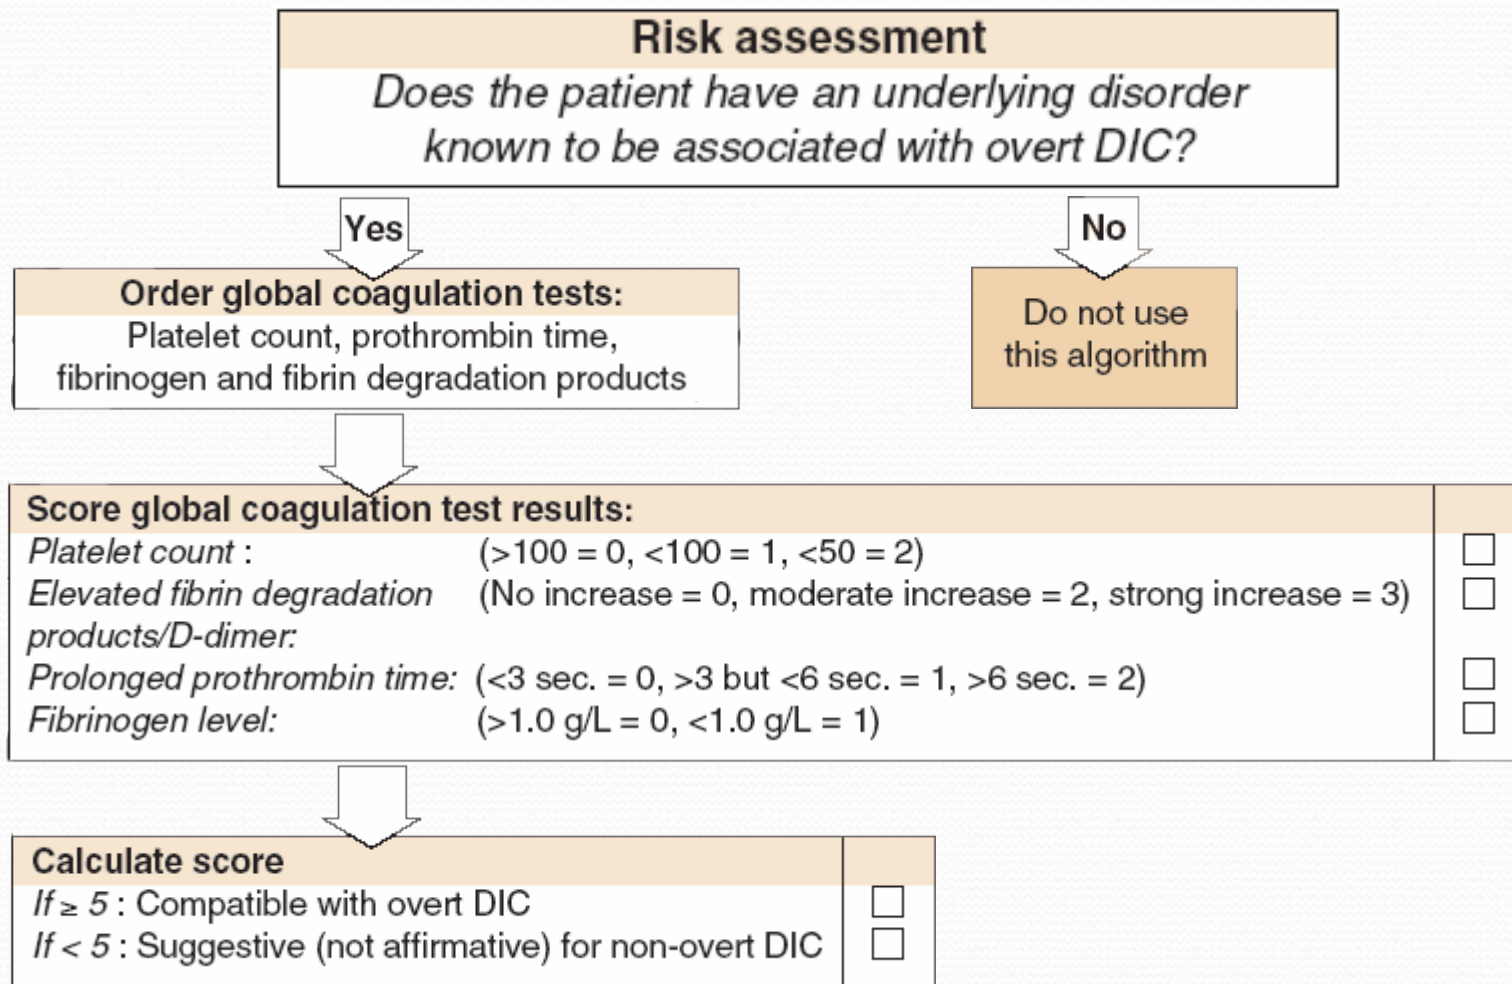 Risk assessment
Does the patient have an underlying disorder
known to be associated with overt DIC?
Yes
No
Order global coagulation tests:
Platelet count, prothrombin time,
fibrinogen and fibrin degradation products
Do not use
this algorithm
Score global coagulation test results:
Platelet count : (>100 = 0, <100 = 1, <50 = 2)
Elevated fibrin degradation (No increase = 0, moderate increase = 2, strong increase = 3)
products/D-dimer:
Prolonged prothrombin time: (<3 sec. = 0, >3 but <6 sec. = 1, >6 sec. = 2)
Fibrinogen level: (>1.0 g/L = 0, <1.0 g/L = 1)
Calculate score
If ≥ 5 : Compatible with overt DIC
If < 5 : Suggestive (not affirmative) for non-overt DIC